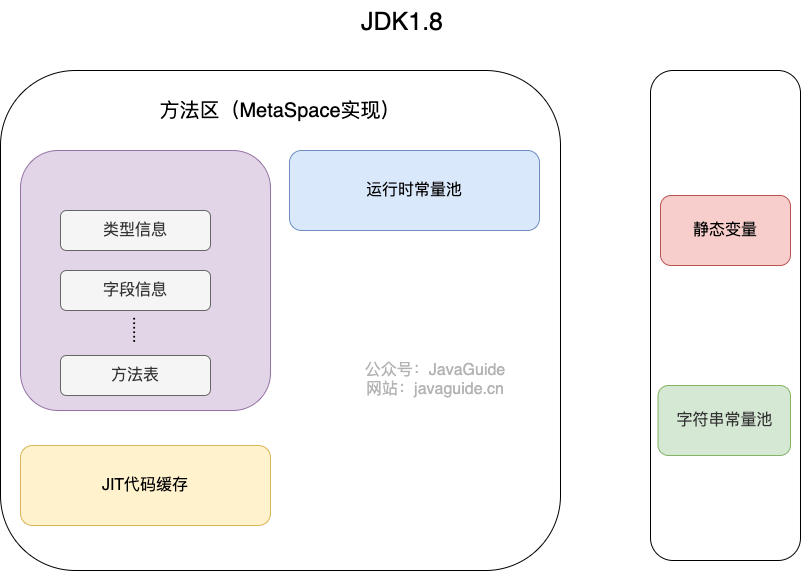 JDK1.8
方法区（MetaSpace实现）
运行时常量池
类型信息
字段信息
方法表
JIT代码缓存
公众号：JavaGuide
网站：javaguide.cn
静态变量
字符串常量池